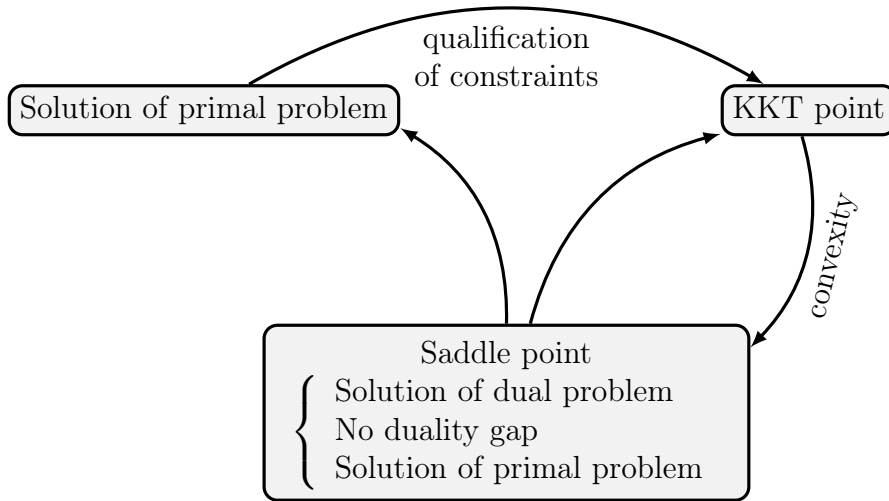 qualification
of constraints
Solution of primal problem
KKT point
convexity
Saddle point
Solution of dual problem
No duality gap
Solution of primal problem